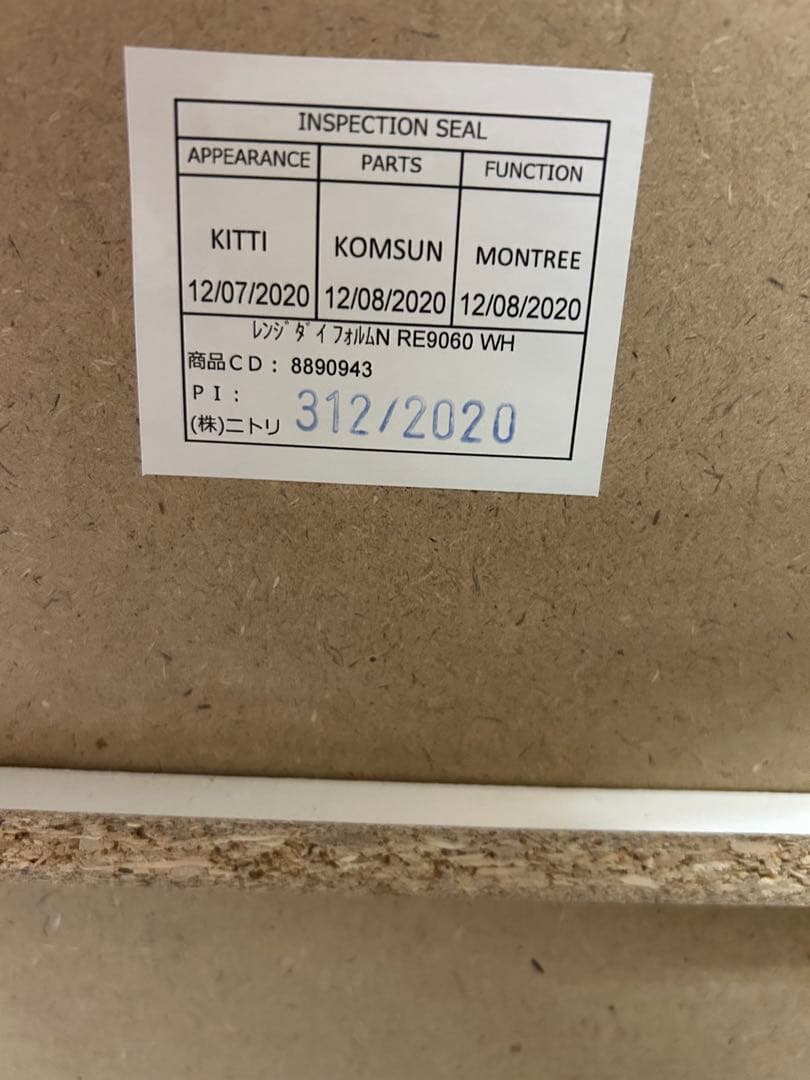 INSPECTION SEAL
APPEARANCE PARTS FUNCTION
KITTI KOMSUN MONTREE
12/07/2020 12/08/2020 12/08/2020
ﾚﾝｼﾞﾀﾞｲ ﾌｫﾙﾑN RE9060 WH
商品ＣＤ： 8890943
ＰＩ： 312/2020
(株)ニトリ